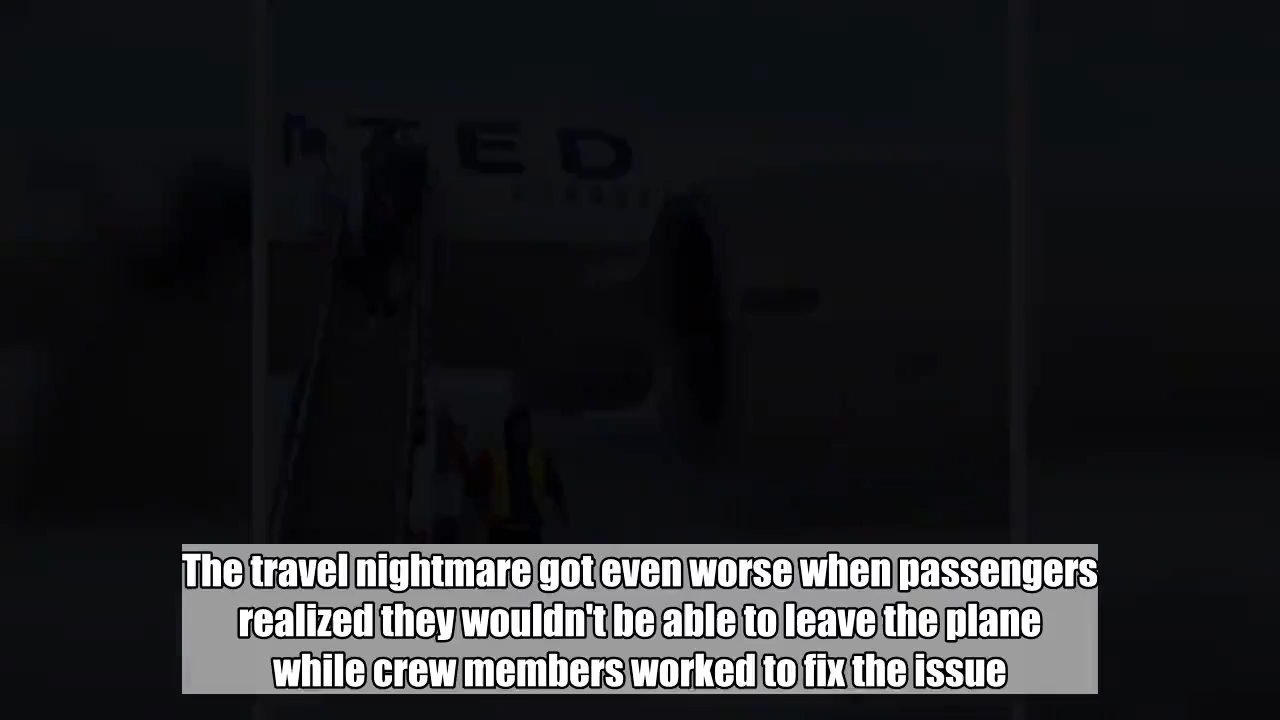 TED
The travel nightmare got even worse when passengers
realized they wouldn't be able to leave the plane
while crew members worked to fix the issue